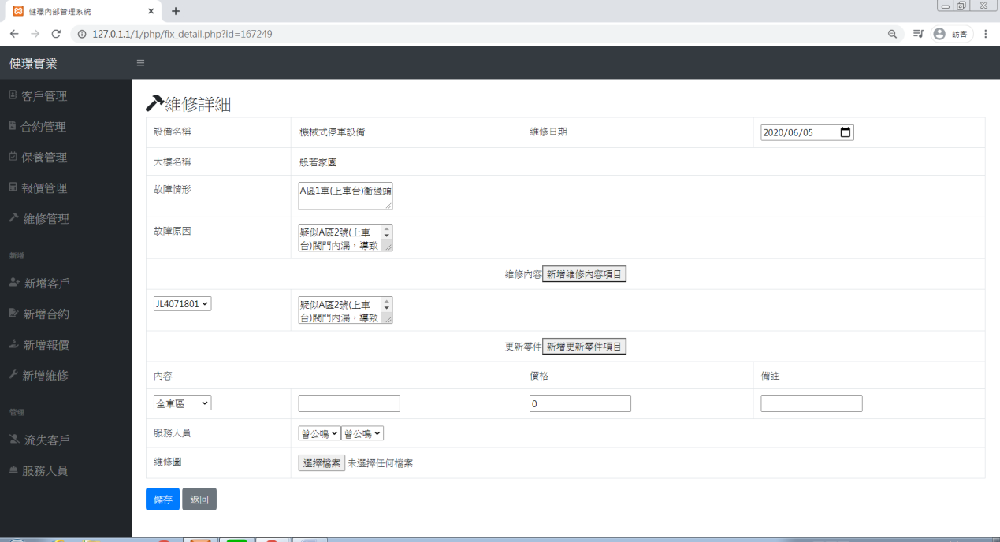 健璟內部管理系統
127.0.1.1/1/php/fix_detail.php?id=167249
訪客
健璟實業
客戶管理
合約管理
保養管理
報價管理
維修管理
新增
新增客戶
新增合約
新增報價
新增維修
管理
流失客戶
服務人員
維修詳細
設備名稱 機械式停車設備 維修日期 2020/06/05
大樓名稱 般若家園
故障情形 A區1車(上車台)衝過頭
故障原因 疑似A區2號(上車
台)閥門內漏，導致
維修內容 新增維修內容項目
JL4071801 疑似A區2號(上車
台)閥門內漏，導致
更新零件 新增更新零件項目
內容 價格 備註
全車區 0
服務人員 曾公鳴 曾公鳴
維修圖 選擇檔案 未選擇任何檔案
儲存 返回